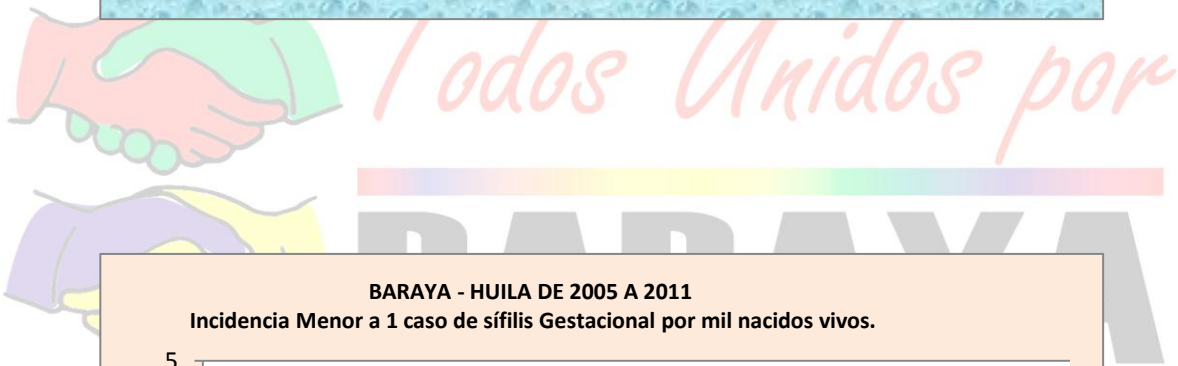 Todos Unidos por
BARAYA
BARAYA - HUILA DE 2005 A 2011
Incidencia Menor a 1 caso de sífilis Gestacional por mil nacidos vivos.
5